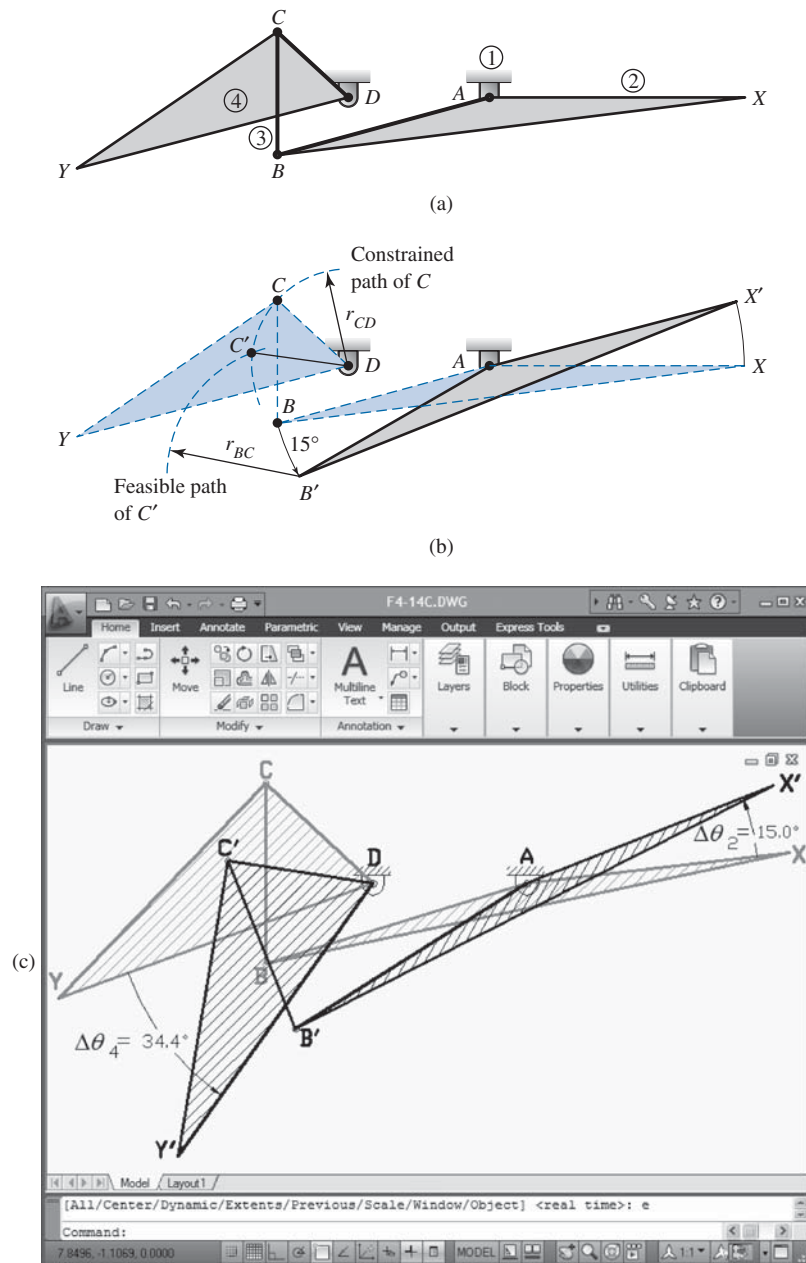 C
①
②
④
A
D
X
③
Y
B
(a)
Constrained
path of C
C
X′
r_CD
C′
A
D
X
B
Y
15°
r_BC
B′
Feasible path
of C′
(b)
F4-14C.DWG
Home Insert Annotate Parametric View Manage Output Express Tools
Line
Move
A
Multiline
Text
Layers
Block
Properties
Utilities
Clipboard
Draw
Modify
Annotation
C
X′
Δθ₂= 15.0°
C′
D
A
X
(c)
B
Y
B′
Δθ₄= 34.4°
Y′
Model Layout1
[All/Center/Dynamic/Extents/Previous/Scale/Window/Object] <real time>: e
Command:
7.8496, -1.1069, 0.0000
MODEL
1:1